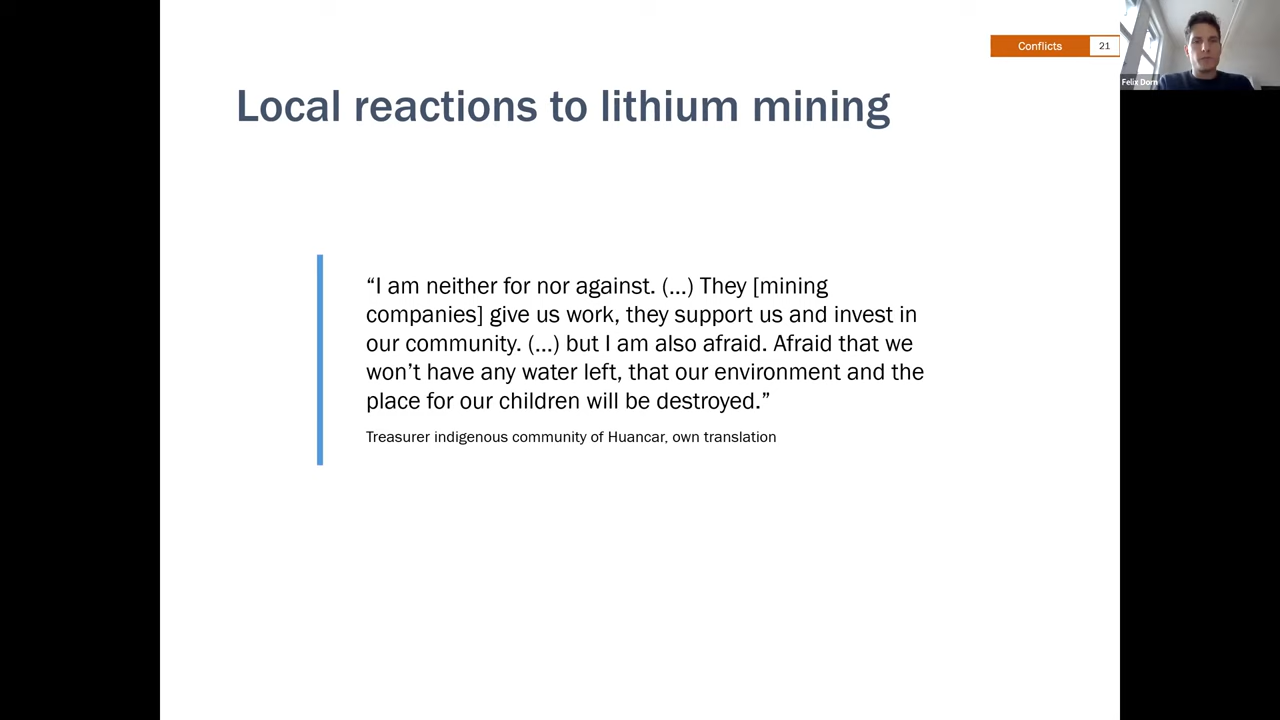 Conflicts 21
Felix Dorn
Local reactions to lithium mining
“I am neither for nor against. (...) They [mining
companies] give us work, they support us and invest in
our community. (...) but I am also afraid. Afraid that we
won’t have any water left, that our environment and the
place for our children will be destroyed.”
Treasurer indigenous community of Huancar, own translation